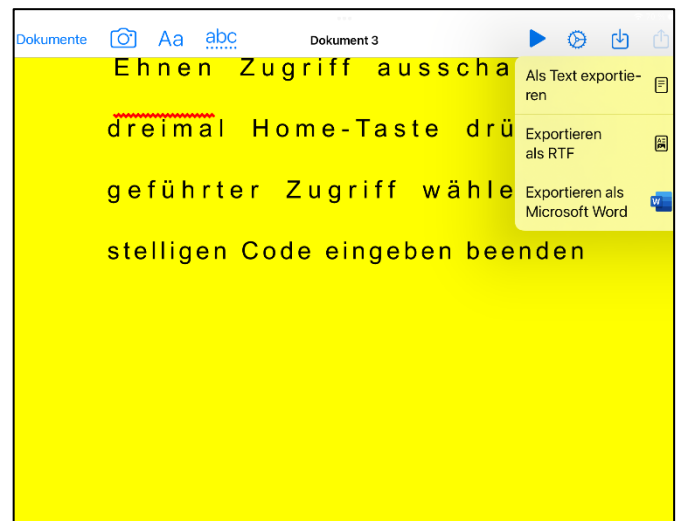 Dokumente Aa abc Dokument 3
Ehnen Zugriff ausscha
dreimal Home-Taste drü
geführter Zugriff wähle
stelligen Code eingeben beenden
Als Text exportie-
ren
Exportieren
als RTF
Exportieren als
Microsoft Word